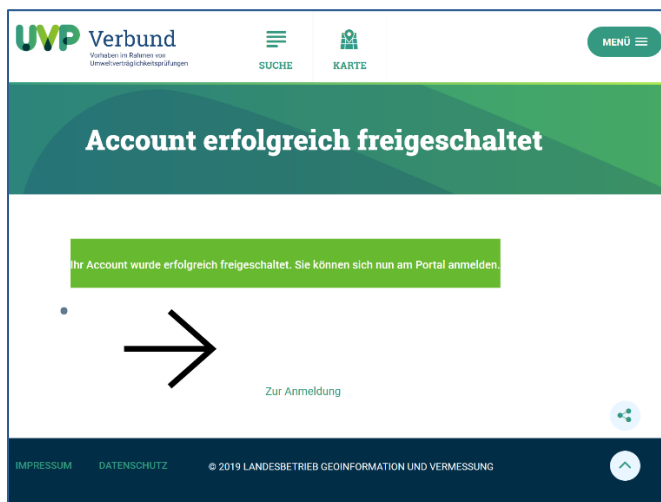 UVP Verbund
Vorhaben im Rahmen von
Umweltverträglichkeitsprüfungen
SUCHE
KARTE
MENÜ
Account erfolgreich freigeschaltet
Ihr Account wurde erfolgreich freigeschaltet. Sie können sich nun am Portal anmelden.
Zur Anmeldung
IMPRESSUM
DATENSCHUTZ
© 2019 LANDESBETRIEB GEOINFORMATION UND VERMESSUNG